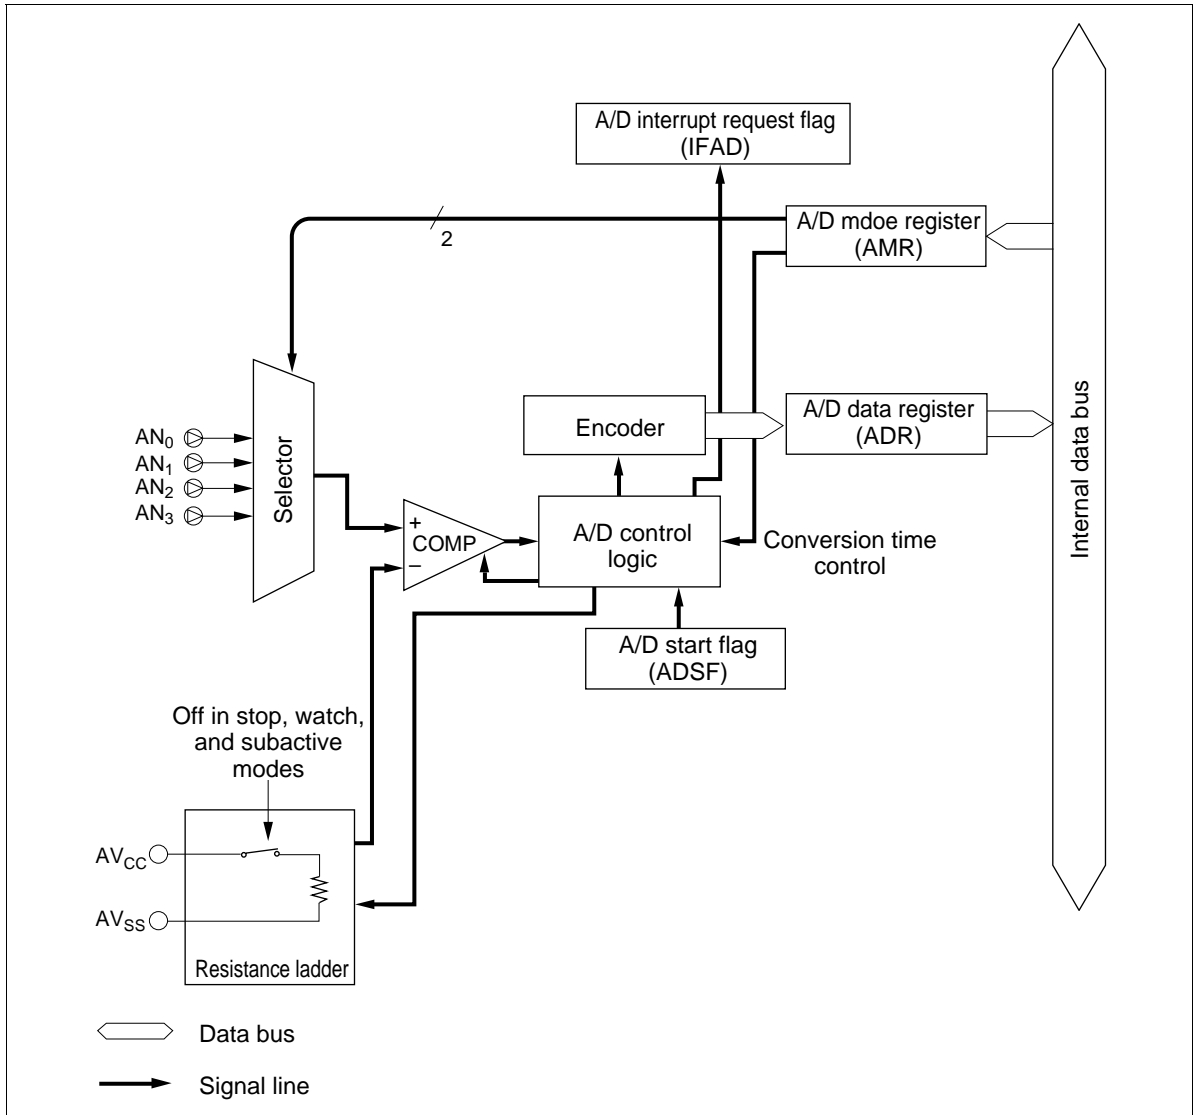 A/D interrupt request flag
(IFAD)
2
A/D mdoe register
(AMR)
Internal data bus
Encoder
A/D data register
(ADR)
AN0
AN1
AN2
AN3
Selector
+
COMP
−
A/D control
logic
Conversion time
control
A/D start flag
(ADSF)
Off in stop, watch,
and subactive
modes
AVCC
AVSS
Resistance ladder
Data bus
Signal line